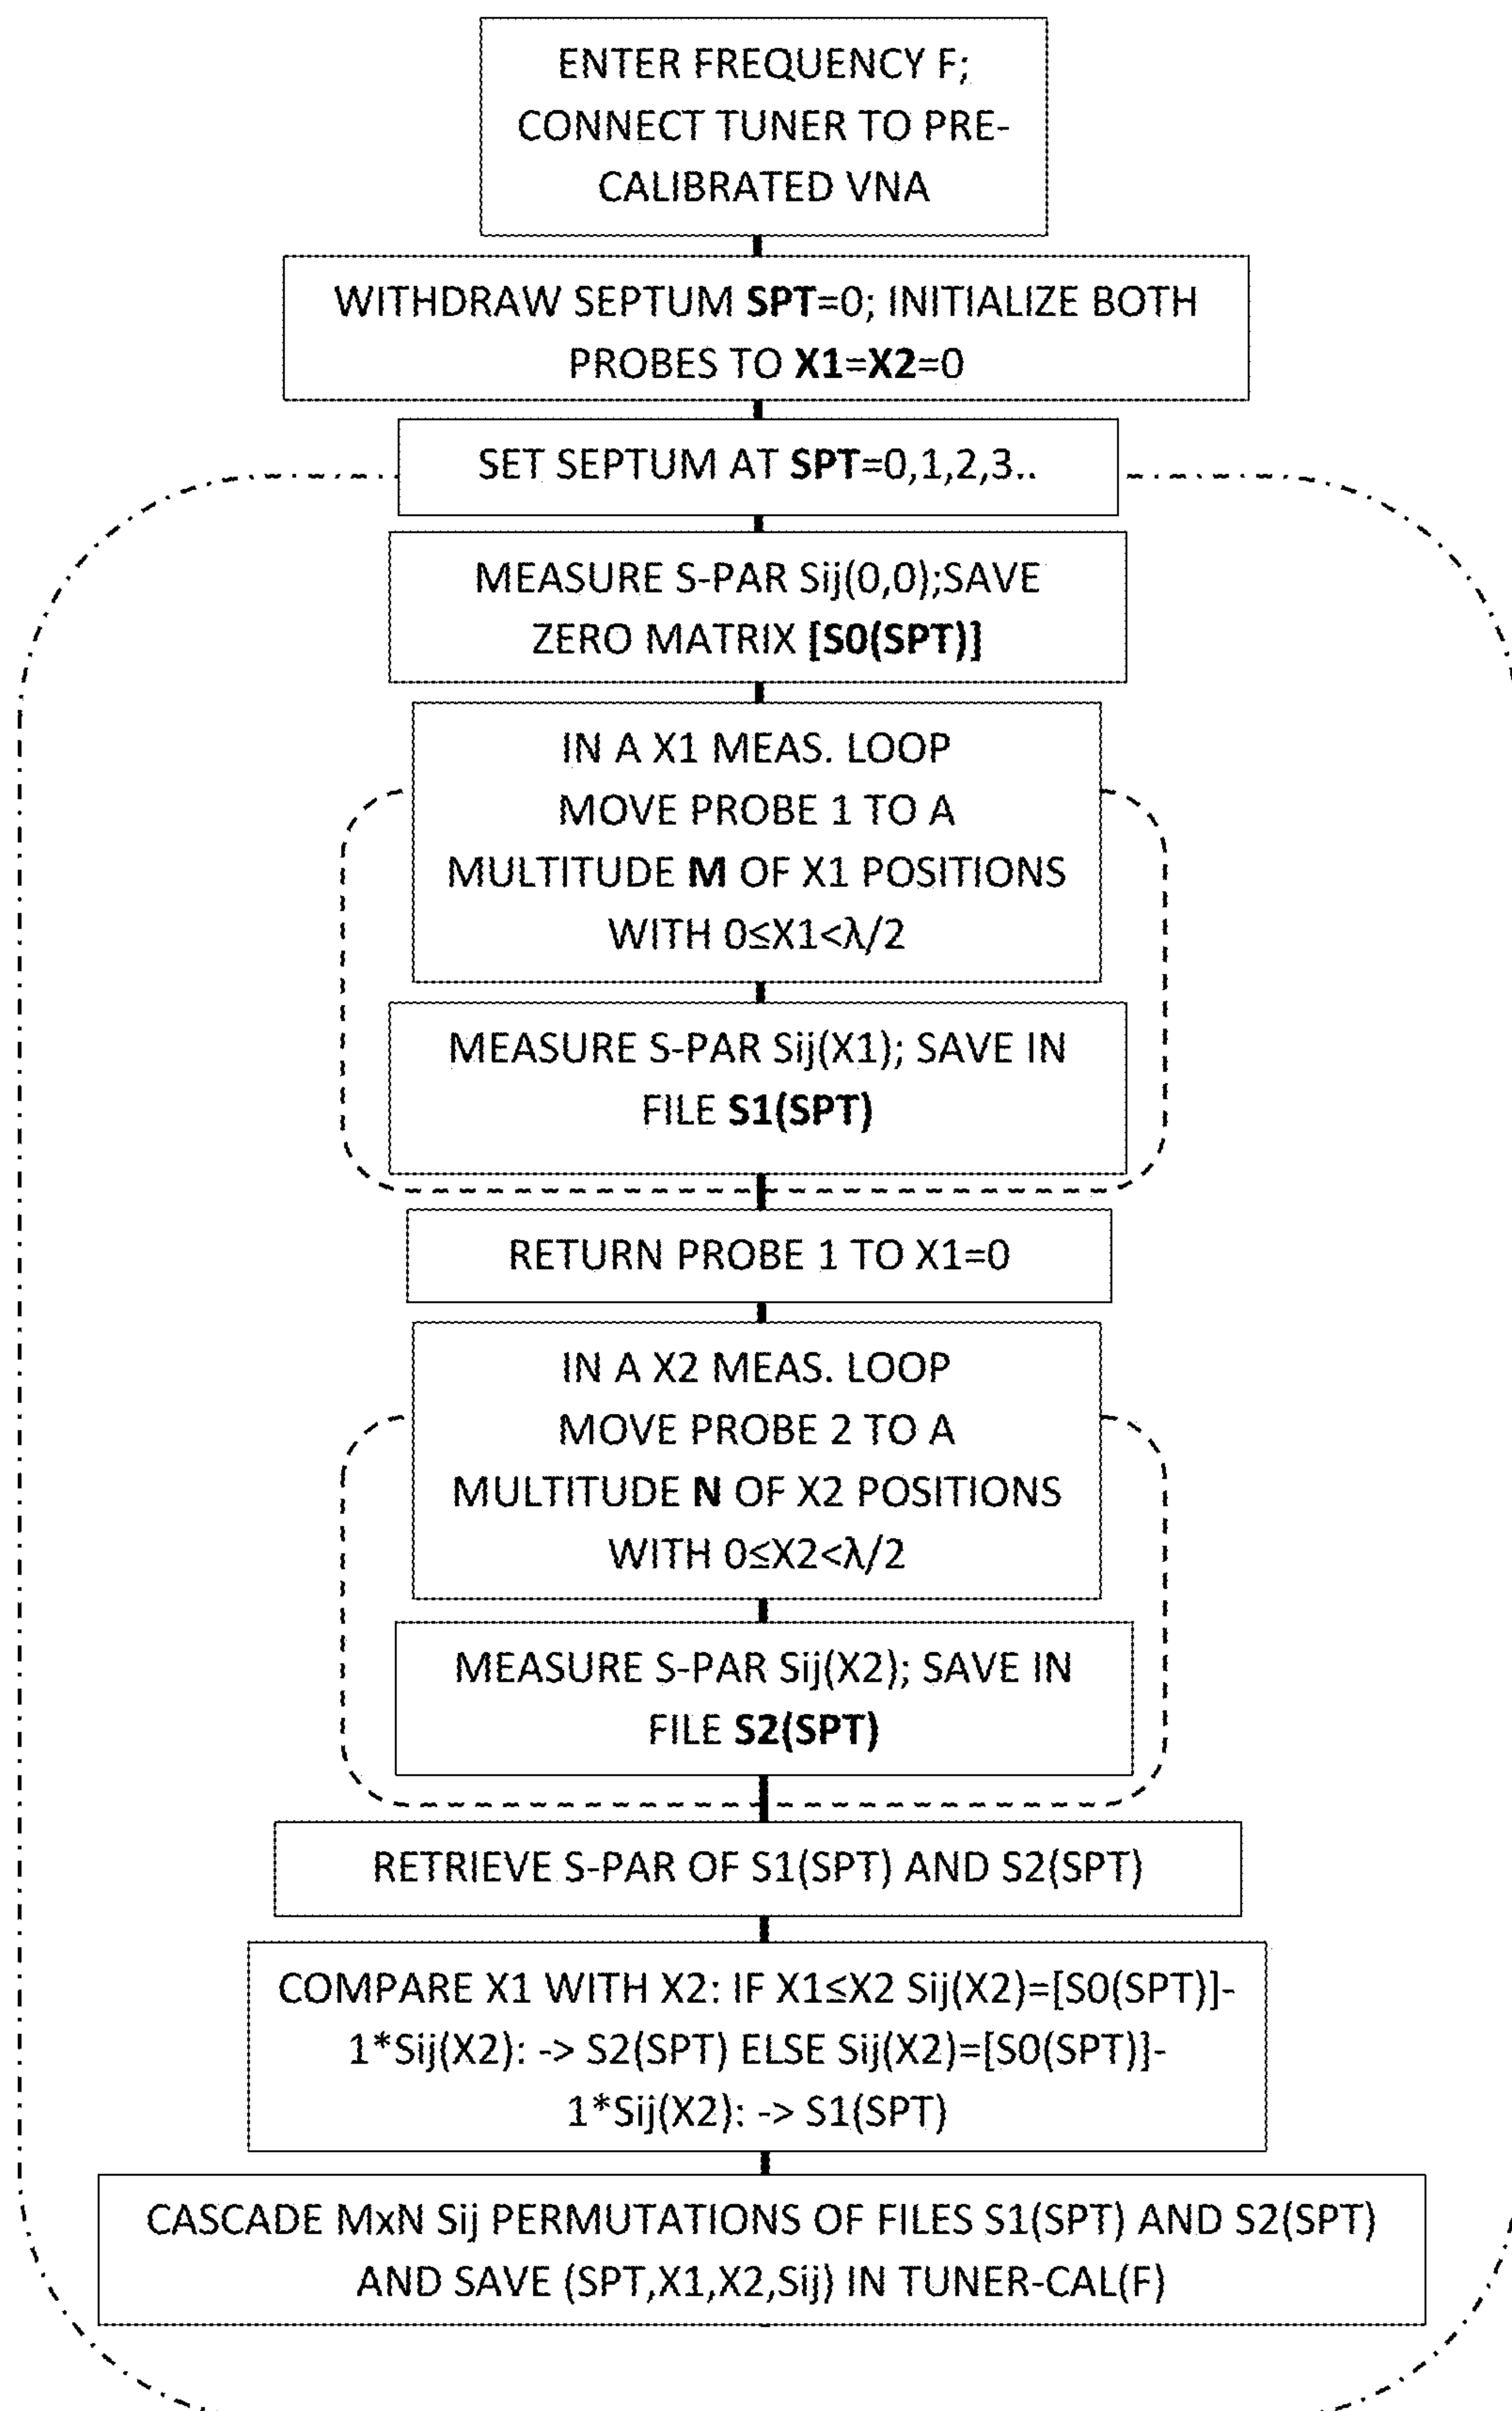 ENTER FREQUENCY F;
CONNECT TUNER TO PRE-
CALIBRATED VNA
WITHDRAW SEPTUM SPT=0; INITIALIZE BOTH
PROBES TO X1=X2=0
SET SEPTUM AT SPT=0,1,2,3..
MEASURE S-PAR Sij(0,0);SAVE
ZERO MATRIX [S0(SPT)]
IN A X1 MEAS. LOOP
MOVE PROBE 1 TO A
MULTITUDE M OF X1 POSITIONS
WITH 0≤X1<λ/2
MEASURE S-PAR Sij(X1); SAVE IN
FILE S1(SPT)
RETURN PROBE 1 TO X1=0
IN A X2 MEAS. LOOP
MOVE PROBE 2 TO A
MULTITUDE N OF X2 POSITIONS
WITH 0≤X2<λ/2
MEASURE S-PAR Sij(X2); SAVE IN
FILE S2(SPT)
RETRIEVE S-PAR OF S1(SPT) AND S2(SPT)
COMPARE X1 WITH X2: IF X1≤X2 Sij(X2)=[S0(SPT)]-
1*Sij(X2): -> S2(SPT) ELSE Sij(X2)=[S0(SPT)]-
1*Sij(X2): -> S1(SPT)
CASCADE MxN Sij PERMUTATIONS OF FILES S1(SPT) AND S2(SPT)
AND SAVE (SPT,X1,X2,Sij) IN TUNER-CAL(F)